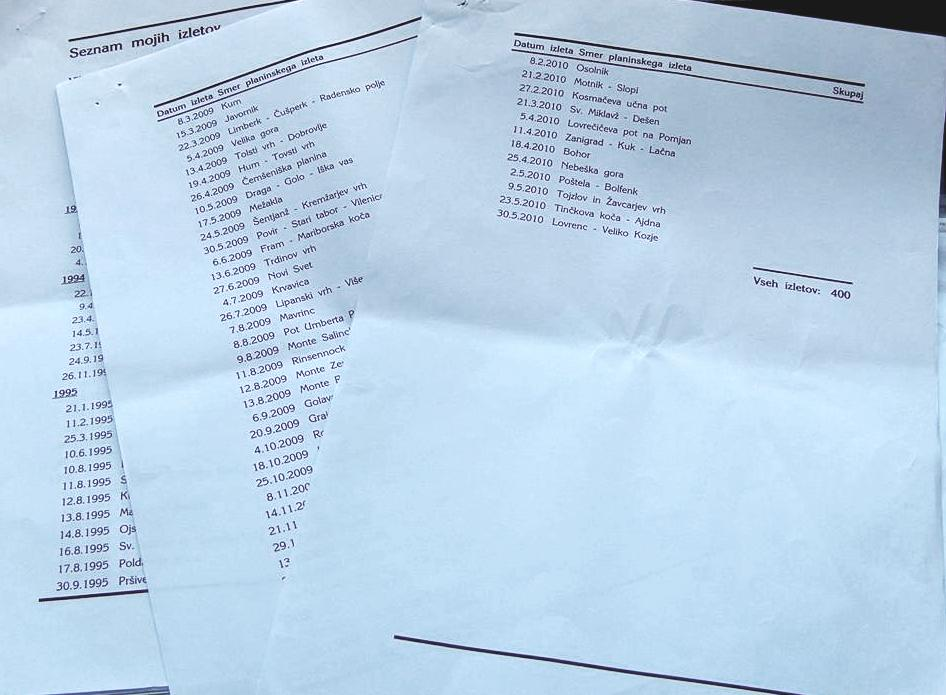 Seznam mojih izletov
19
1
20.
4.
1994
22.
9.4
23.4.
14.5.1
23.7.1
24.9.19
26.11.199
1995
21.1.1995
11.2.1995
25.3.1995
10.6.1995
10.8.1995
11.8.1995 S
12.8.1995 K
13.8.1995 Ma
14.8.1995 Ojs
16.8.1995 Sv.
17.8.1995 Pold
30.9.1995 Pršive
Datum izleta Smer planinskega izleta
8.3.2009 Kum
15.3.2009 Javornik
22.3.2009 Limberk - Čušperk - Radensko polje
5.4.2009 Velika gora
13.4.2009 Tolsti vrh - Dobrovlje
19.4.2009 Hum - Tovsti vrh
26.4.2009 Čemšeniška planina
10.5.2009 Draga - Golo - Iška vas
17.5.2009 Mežakla
24.5.2009 Šentjanž - Kremžarjev vrh
30.5.2009 Povir - Stari tabor - Vilenic
6.6.2009 Fram - Mariborska koča
13.6.2009 Trdinov vrh
27.6.2009 Novi Svet
4.7.2009 Krvavica
26.7.2009 Lipanski vrh - Više
7.8.2009 Mavrinc
8.8.2009 Pot Umberta P
9.8.2009 Monte Salinc
11.8.2009 Rinsennock
12.8.2009 Monte Ze
13.8.2009 Monte P
6.9.2009 Golav
20.9.2009 Gra
4.10.2009 R
18.10.2009
25.10.2009
8.11.200
14.11.2
21.11
29.1
13
Datum izleta Smer planinskega izleta Skupaj
8.2.2010 Osolnik
21.2.2010 Motnik - Slopi
27.2.2010 Kosmačeva učna pot
21.3.2010 Sv. Miklavž - Dešen
5.4.2010 Lovrečičeva pot na Pomjan
11.4.2010 Zanigrad - Kuk - Lačna
18.4.2010 Bohor
25.4.2010 Nebeška gora
2.5.2010 Poštela - Bolfenk
9.5.2010 Tojzlov in Žavcarjev vrh
23.5.2010 Tinčkova koča - Ajdna
30.5.2010 Lovrenc - Veliko Kozje
Vseh izletov: 400